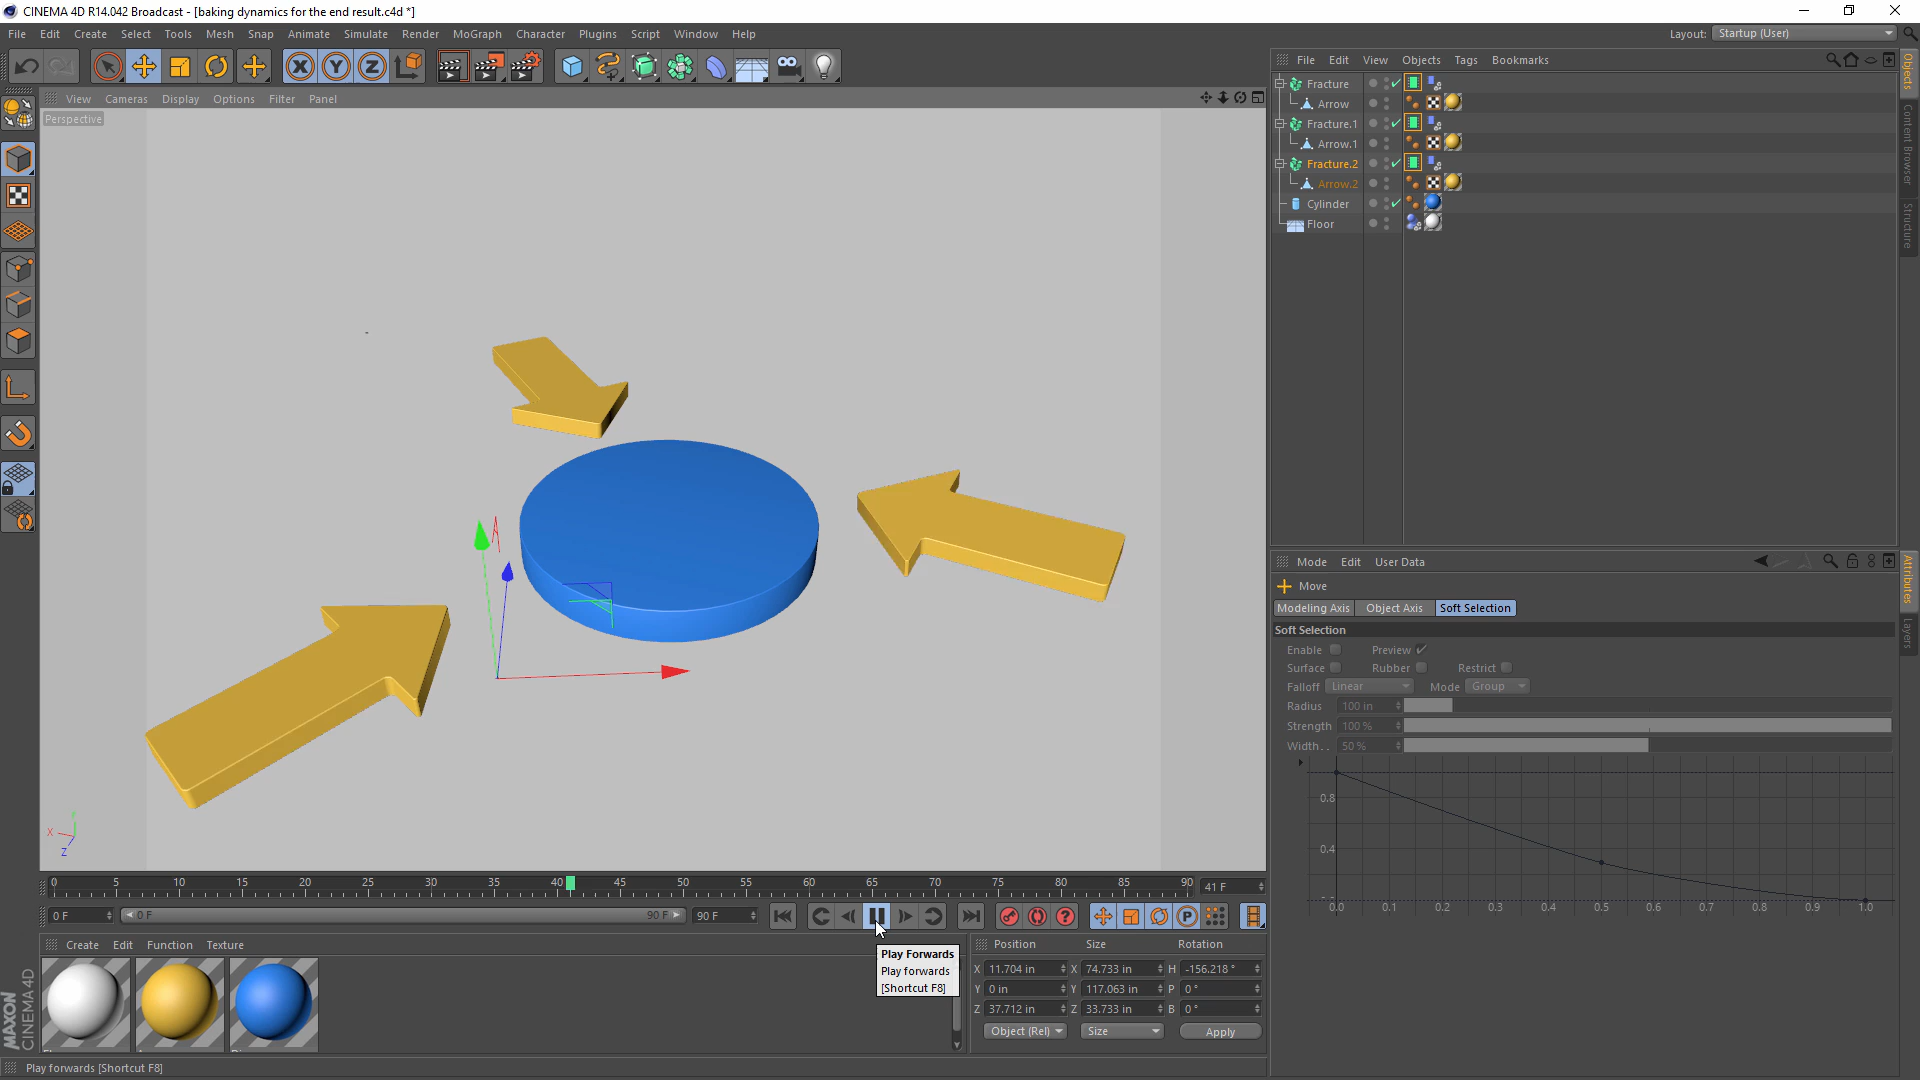 CINEMA 4D R14.042 Broadcast - [baking dynamics for the end result.c4d *]
File Edit Create Select Tools Mesh Snap Animate Simulate Render MoGraph Character Plugins Script Window Help
Layout: Startup (User)
View Cameras Display Options Filter Panel
Perspective
X Y Z
File Edit View Objects Tags Bookmarks
Fracture
Arrow
Fracture.1
Arrow.1
Fracture.2
Arrow.2
Cylinder
Floor
Objects
Content Browser
Structure
Mode Edit User Data
Move
Modeling Axis Object Axis Soft Selection
Soft Selection
Enable Preview
Surface Rubber Restrict
Falloff Linear Mode Group
Radius 100 in
Strength 100 %
Width.. 50 %
0.8
0.4
0.0 0.1 0.2 0.3 0.4 0.5 0.6 0.7 0.8 0.9 1.0
Attributes
Layers
X Y Z
0 5 10 15 20 25 30 35 40 45 50 55 60 65 70 75 80 85 90 41 F
0 F 0 F 90 F 90 F
P
Create Edit Function Texture
Play Forwards
Play forwards
[Shortcut F8]
Position Size Rotation
X 11.704 in X 74.733 in H -156.218 °
Y 0 in Y 117.063 in P 0 °
Z 37.712 in Z 33.733 in B 0 °
Object (Rel) Size Apply
MAXON
CINEMA 4D
Play forwards [Shortcut F8]